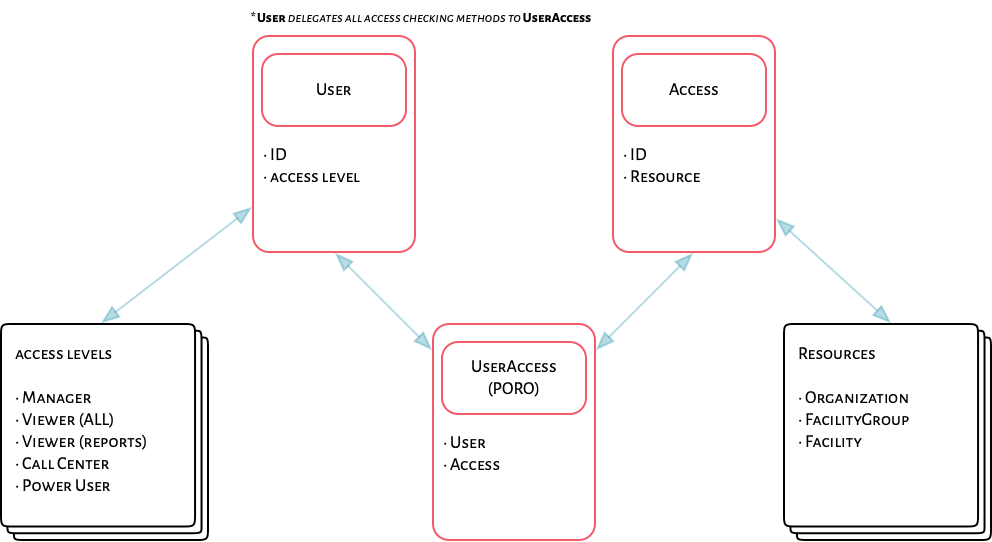 *User delegates all access checking methods to UserAccess
User
· ID
· access level
Access
· ID
· Resource
access levels
· Manager
· Viewer (ALL)
· Viewer (reports)
· Call Center
· Power User
UserAccess
(PORO)
· User
· Access
Resources
· Organization
· FacilityGroup
· Facility